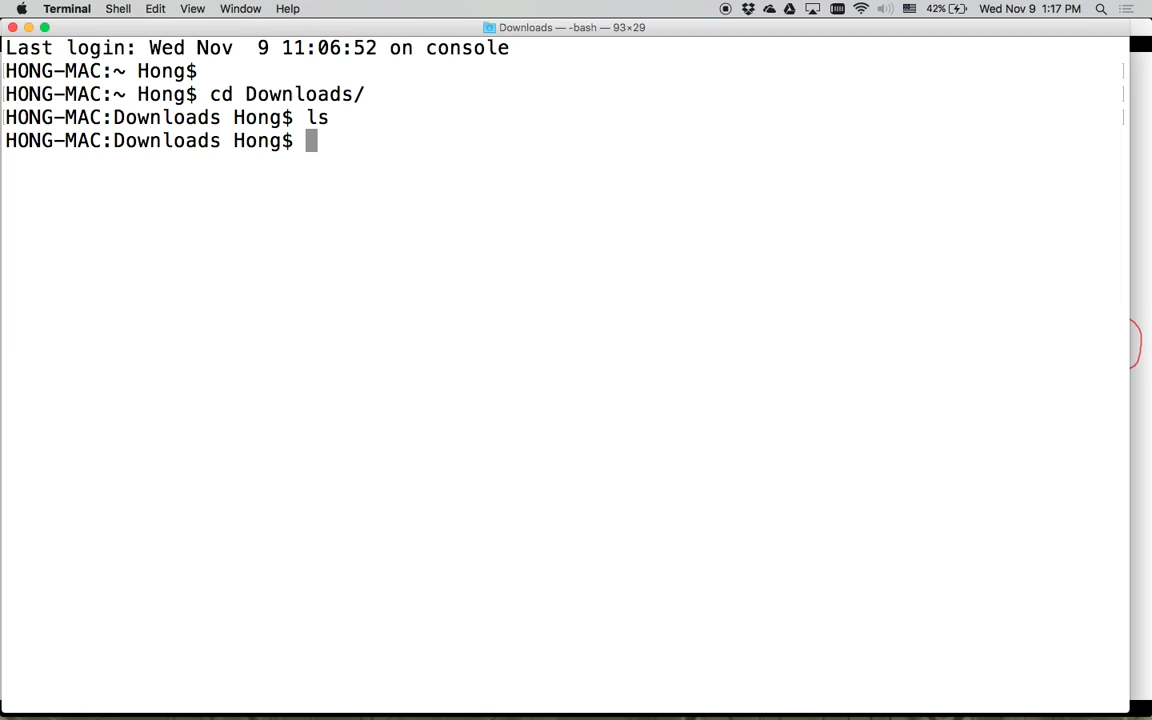 Terminal Shell Edit View Window Help 42% Wed Nov 9 1:17 PM
Downloads — -bash — 93×29
Last login: Wed Nov  9 11:06:52 on console
HONG-MAC:~ Hong$
HONG-MAC:~ Hong$ cd Downloads/
HONG-MAC:Downloads Hong$ ls
HONG-MAC:Downloads Hong$